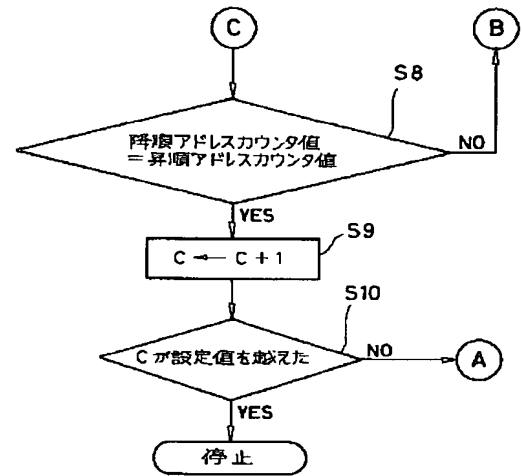 C
B
S8
降順アドレスカウンタ値
=昇順アドレスカウンタ値
NO
YES
S9
C ← C + 1
S10
Cが設定値を越えた
NO
A
YES
停止